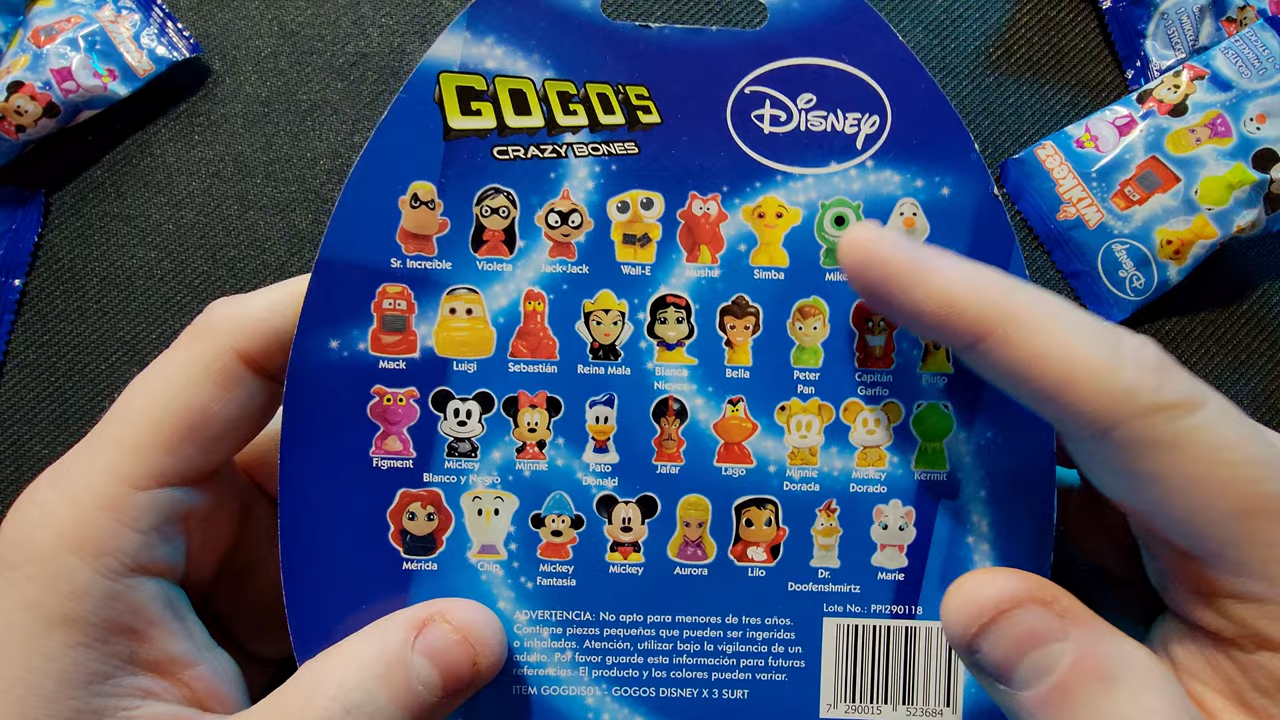 GOGO'S
CRAZY BONES
Disney
Sr. Increíble
Violeta
Jack-Jack
Wall-E
Mushu
Simba
Mike
Mack
Luigi
Sebastián
Reina Mala
Blanca
Nieves
Bella
Peter
Pan
Capitán
Garfio
Pluto
Figment
Mickey
Blanco y Negro
Minnie
Pato
Donald
Jafar
Lago
Minnie
Dorada
Mickey
Dorado
Kermit
Mérida
Chip
Mickey
Fantasía
Mickey
Aurora
Lilo
Dr.
Doofenshmirtz
Marie
ADVERTENCIA: No apto para menores de tres años.
Contiene piezas pequeñas que pueden ser ingeridas
o inhaladas. Atención, utilizar bajo la vigilancia de un
adulto. Por favor guarde esta información para futuras
referencias. El producto y los colores pueden variar.
ITEM GOGDIS01 - GOGOS DISNEY X 3 SURT
Lote No.: PPI290118
7 290015 523684
WiKKeez
Disney